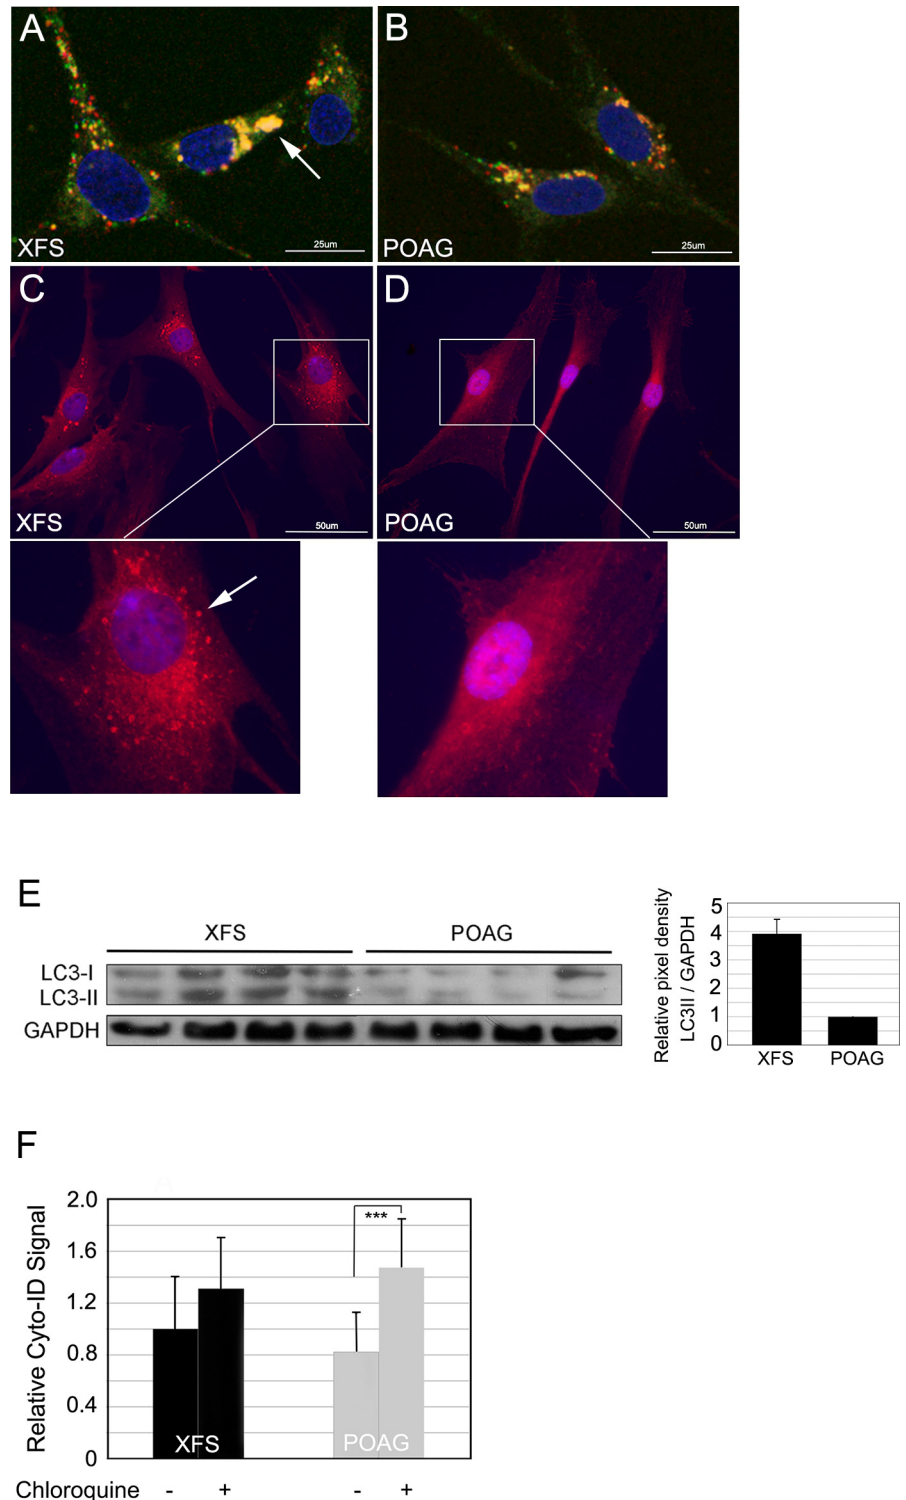 A
B
XFS
25um
POAG
25um
C
D
XFS
50um
POAG
50um
E
XFS
POAG
LC3-I
LC3-II
GAPDH
Relative pixel density
LC3II / GAPDH
5
4
3
2
1
0
XFS
POAG
F
Relative Cyto-ID Signal
2.0
1.6
1.2
0.8
0.4
0
***
XFS
POAG
Chloroquine - + - +